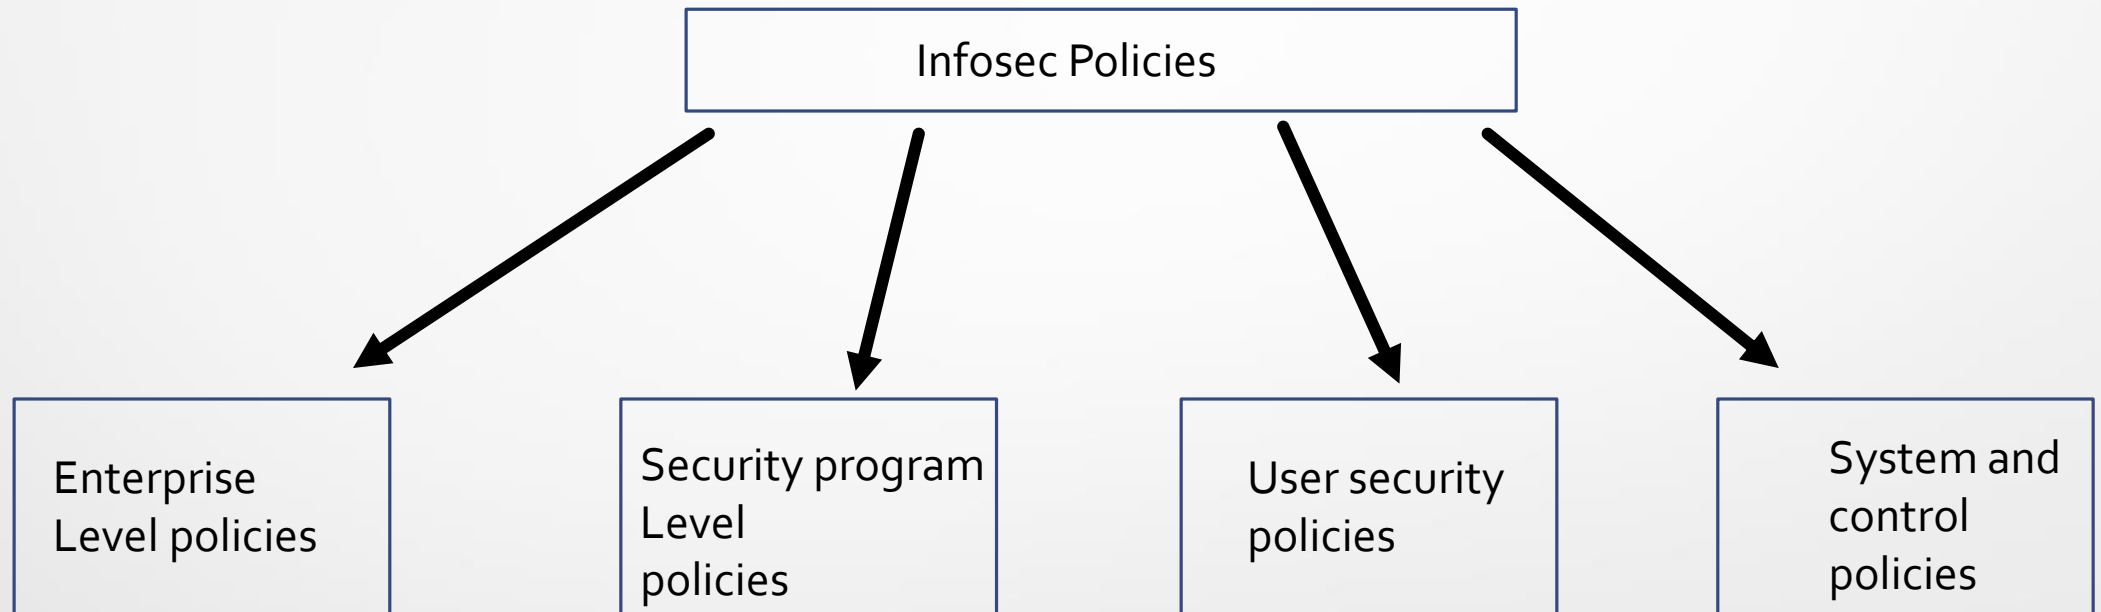 Infosec Policies
Enterprise
Level policies
Security program
Level
policies
User security
policies
System and
control
policies